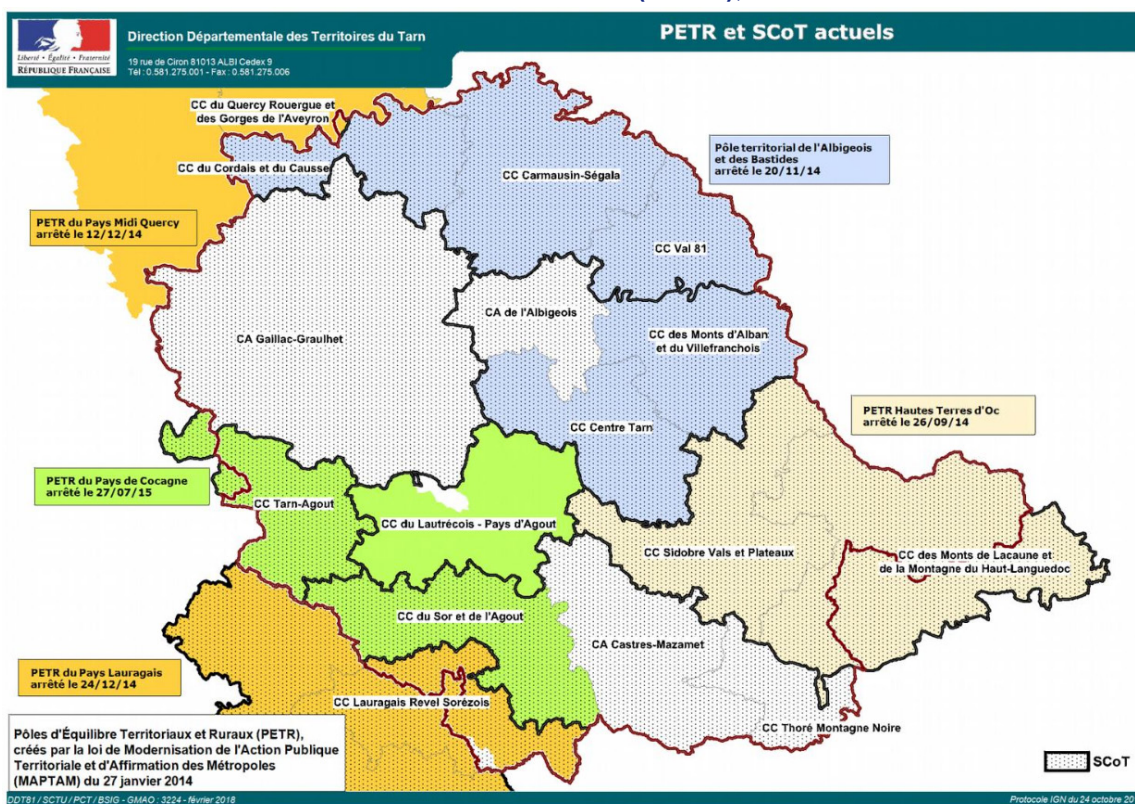 PETR et SCoT actuels
Liberté • Égalité • Fraternité
RÉPUBLIQUE FRANÇAISE
Direction Départementale des Territoires du Tarn
19 rue de Ciron 81013 ALBI Cedex 9
Tél : 0.581.275.001 - Fax : 0.581.275.006
CC du Quercy Rouergue et
des Gorges de l'Aveyron
CC du Cordais et du Causse
CC Carmausin-Ségala
Pôle territorial de l'Albigeois
et des Bastides
arrêté le 20/11/14
PETR du Pays Midi Quercy
arrêté le 12/12/14
CC Val 81
CA de l'Albigeois
CA Gaillac-Graulhet
CC des Monts d'Alban
et du Villefranchois
PETR Hautes Terres d'Oc
arrêté le 26/09/14
CC Centre Tarn
PETR du Pays de Cocagne
arrêté le 27/07/15
CC Tarn-Agout
CC du Lautrécois - Pays d'Agout
CC Sidobre Vals et Plateaux
CC des Monts de Lacaune et
de la Montagne du Haut-Languedoc
CC du Sor et de l'Agout
CA Castres-Mazamet
PETR du Pays Lauragais
arrêté le 24/12/14
CC Lauragais Revel Sorézois
CC Thoré Montagne Noire
Pôles d'Équilibre Territoriaux et Ruraux (PETR),
créés par la loi de Modernisation de l'Action Publique
Territoriale et d'Affirmation des Métropoles
(MAPTAM) du 27 janvier 2014
SCoT
DDT81 / SCTU / PCT / BSIG - GMAO : 3224 - février 2018
Protocole IGN du 24 octobre 20